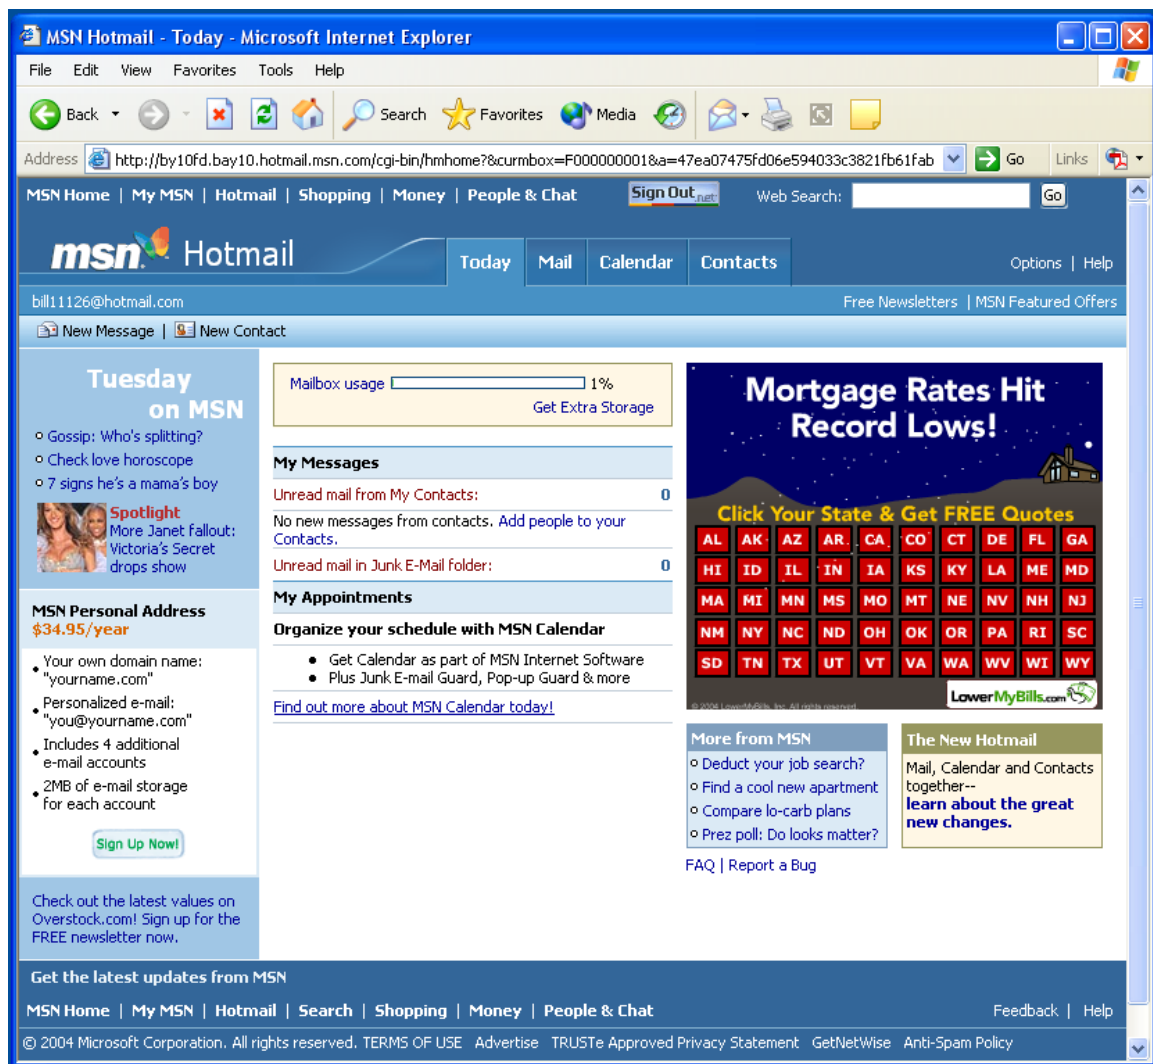 MSN Hotmail - Today - Microsoft Internet Explorer
File Edit View Favorites Tools Help
Back Search Favorites Media
Address http://by10fd.bay10.hotmail.msn.com/cgi-bin/hmhome?&curmbox=F000000001&a=47ea07475fd06e594033c3821fb61fab Go Links
MSN Home | My MSN | Hotmail | Shopping | Money | People & Chat Sign Out.net Web Search: Go
msn Hotmail Today Mail Calendar Contacts Options | Help
bill11126@hotmail.com Free Newsletters | MSN Featured Offers
New Message | New Contact
Tuesday
on MSN
Gossip: Who's splitting?
Check love horoscope
7 signs he's a mama's boy
Spotlight
More Janet fallout:
Victoria's Secret
drops show
MSN Personal Address
$34.95/year
Your own domain name:
"yourname.com"
Personalized e-mail:
"you@yourname.com"
Includes 4 additional
e-mail accounts
2MB of e-mail storage
for each account
Sign Up Now!
Check out the latest values on
Overstock.com! Sign up for the
FREE newsletter now.
Mailbox usage 1%
Get Extra Storage
My Messages
Unread mail from My Contacts: 0
No new messages from contacts. Add people to your
Contacts.
Unread mail in Junk E-Mail folder: 0
My Appointments
Organize your schedule with MSN Calendar
Get Calendar as part of MSN Internet Software
Plus Junk E-mail Guard, Pop-up Guard & more
Find out more about MSN Calendar today!
Mortgage Rates Hit
Record Lows!
Click Your State & Get FREE Quotes
AL AK AZ AR CA CO CT DE FL GA
HI ID IL IN IA KS KY LA ME MD
MA MI MN MS MO MT NE NV NH NJ
NM NY NC ND OH OK OR PA RI SC
SD TN TX UT VT VA WA WV WI WY
LowerMyBills.com
© 2004 LowerMyBills, Inc. All rights reserved.
More from MSN
Deduct your job search?
Find a cool new apartment
Compare lo-carb plans
Prez poll: Do looks matter?
The New Hotmail
Mail, Calendar and Contacts
together--
learn about the great
new changes.
FAQ | Report a Bug
Get the latest updates from MSN
MSN Home | My MSN | Hotmail | Search | Shopping | Money | People & Chat Feedback | Help
© 2004 Microsoft Corporation. All rights reserved. TERMS OF USE Advertise TRUSTe Approved Privacy Statement GetNetWise Anti-Spam Policy